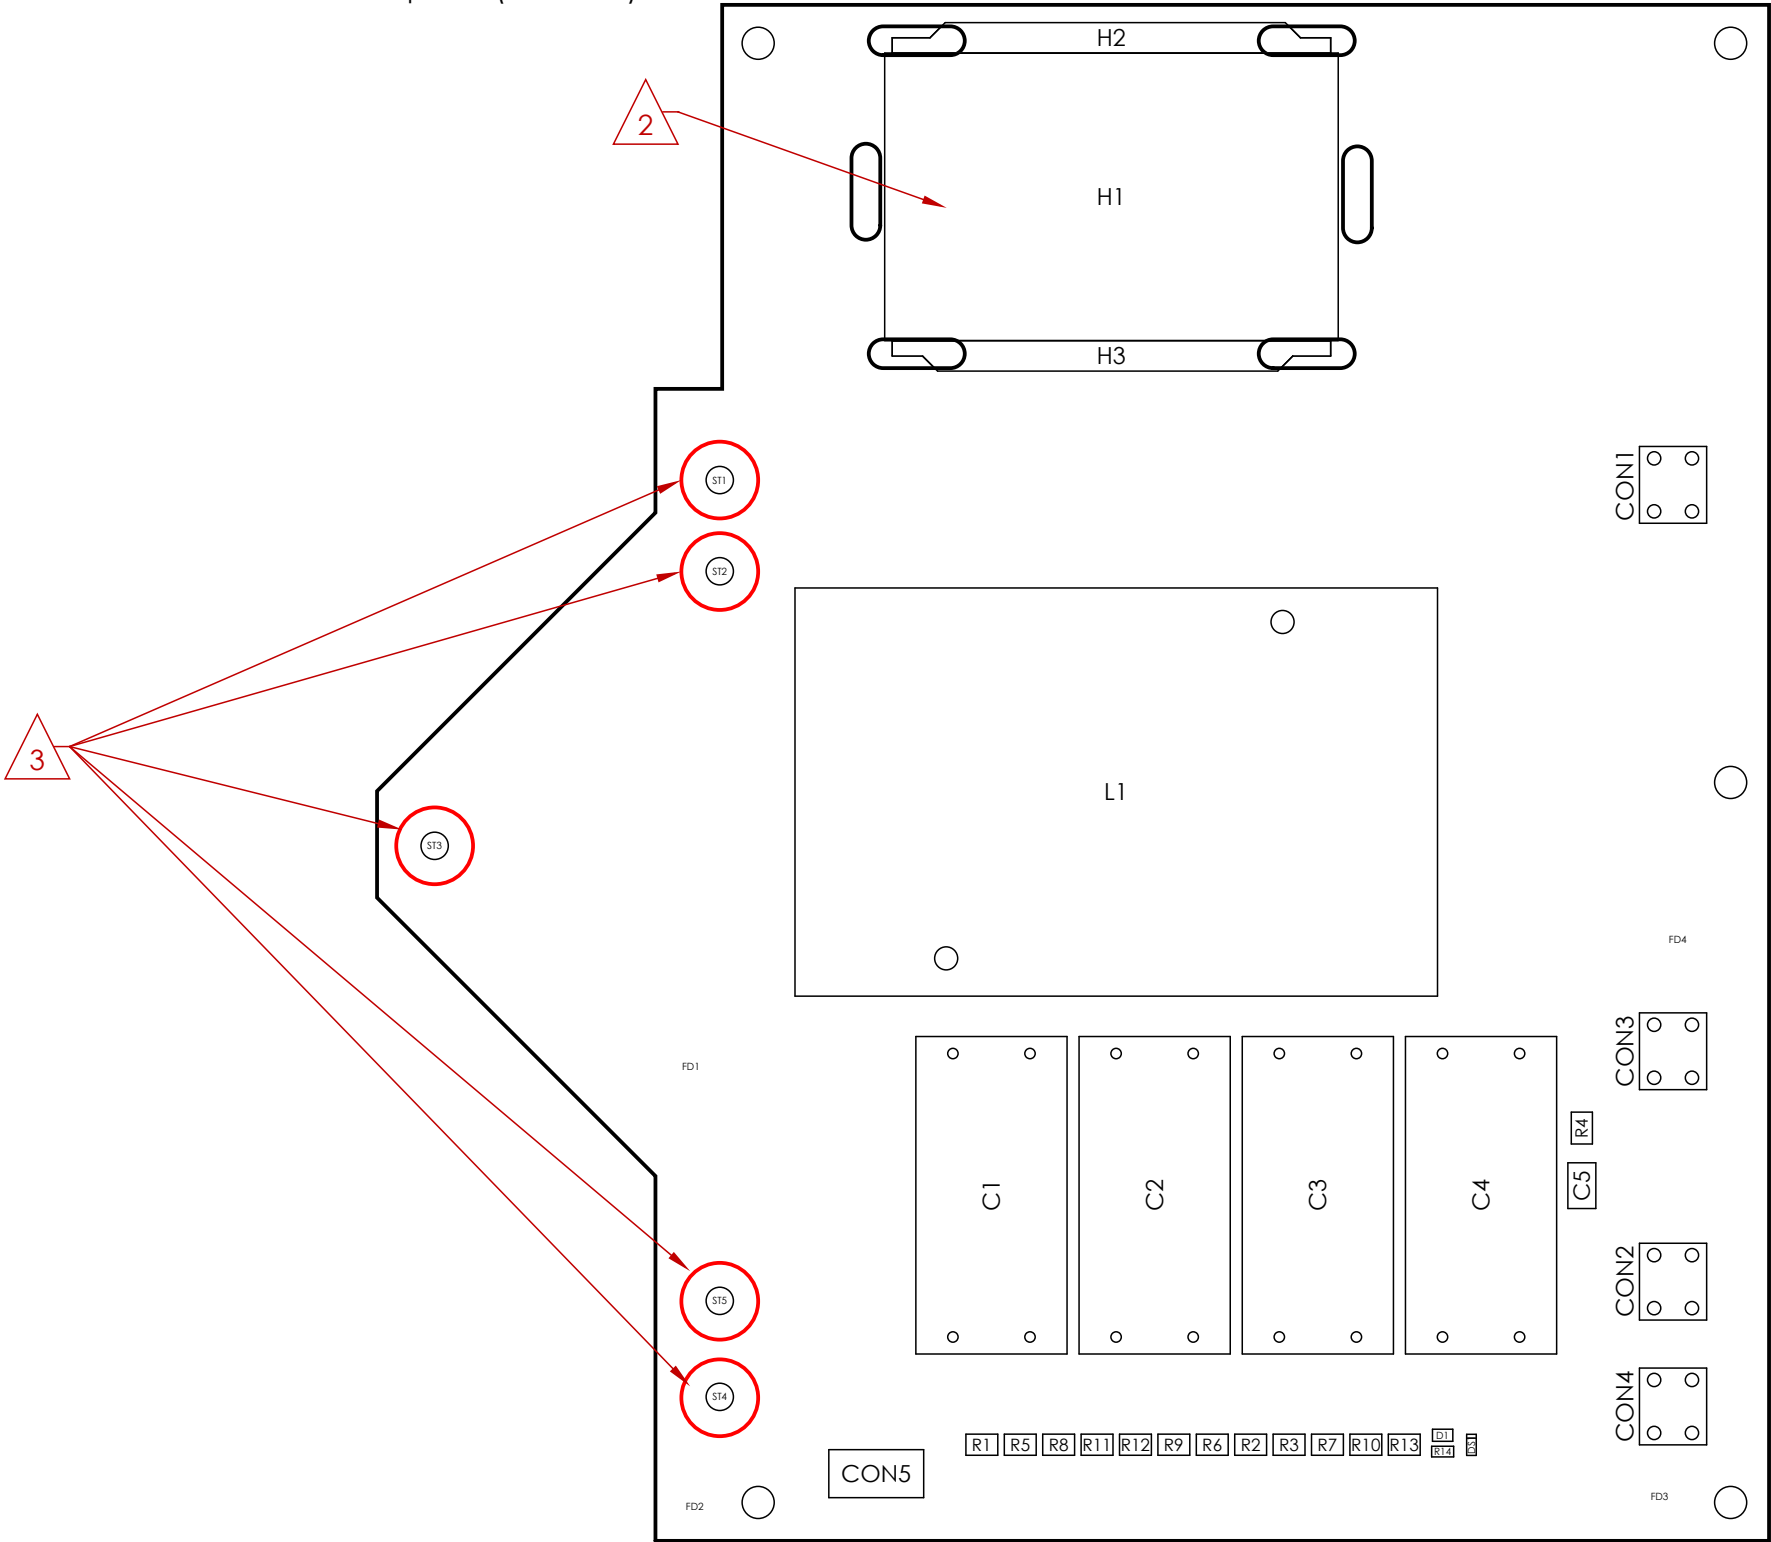 H2
2
H1
H3
ST1
CON1
ST2
3
L1
ST3
FD4
CON3
FD1
R4
C1
C2
C3
C4
C5
CON2
ST5
ST4
CON4
D1
R1 R5 R8 R11 R12 R9 R6 R2 R3 R7 R10 R13
R14
DS1
CON5
FD2
FD3